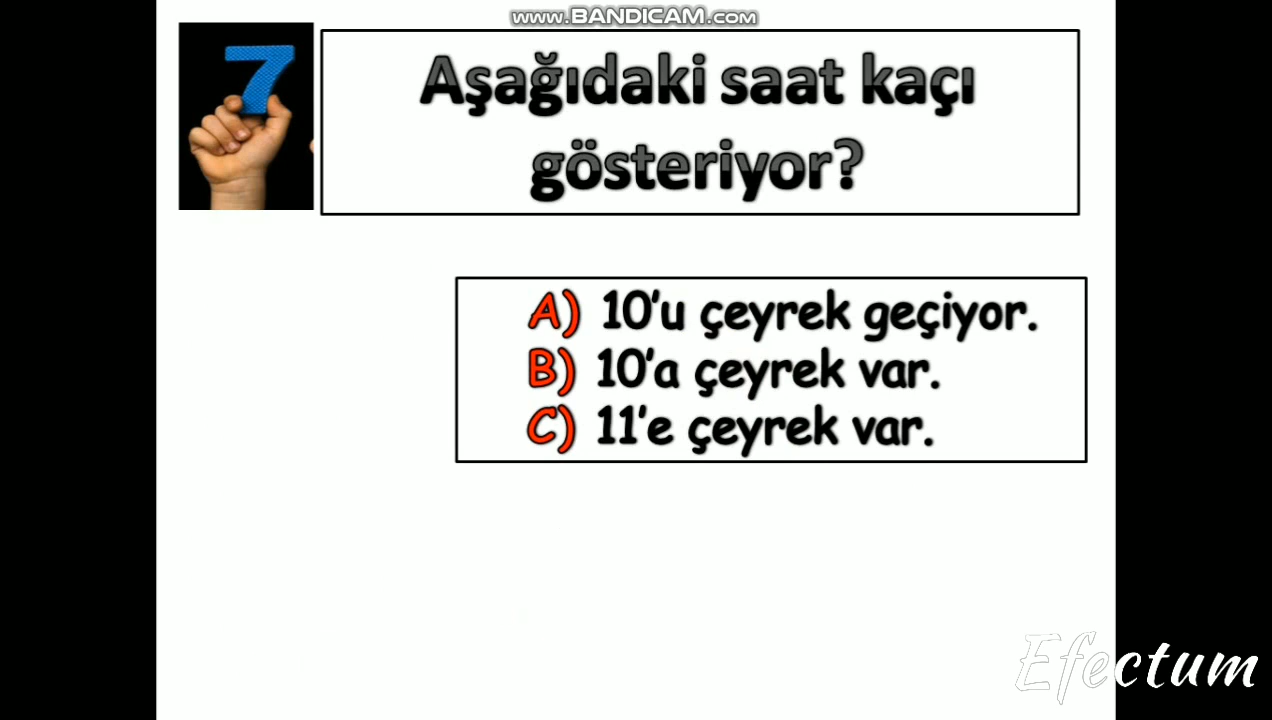 www.BANDICAM.com
7
Aşağıdaki saat kaçı
gösteriyor?
A) 10'u çeyrek geçiyor.
B) 10'a çeyrek var.
C) 11'e çeyrek var.
Efectum